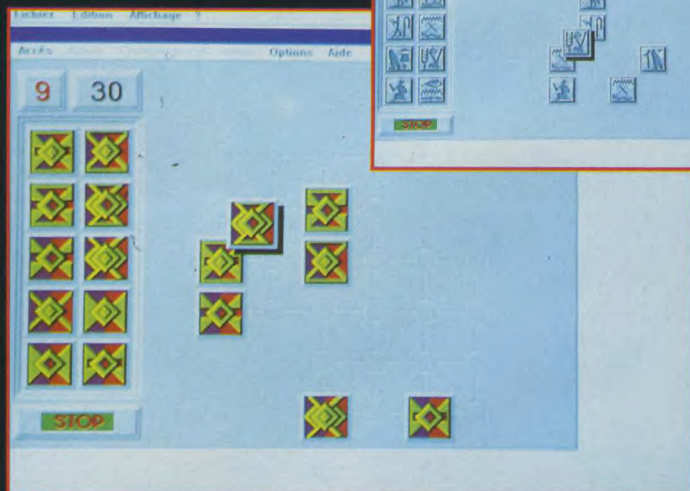 Fichier Edition Affichage ?
Accès Options Aide
9 30
STOP
STOP